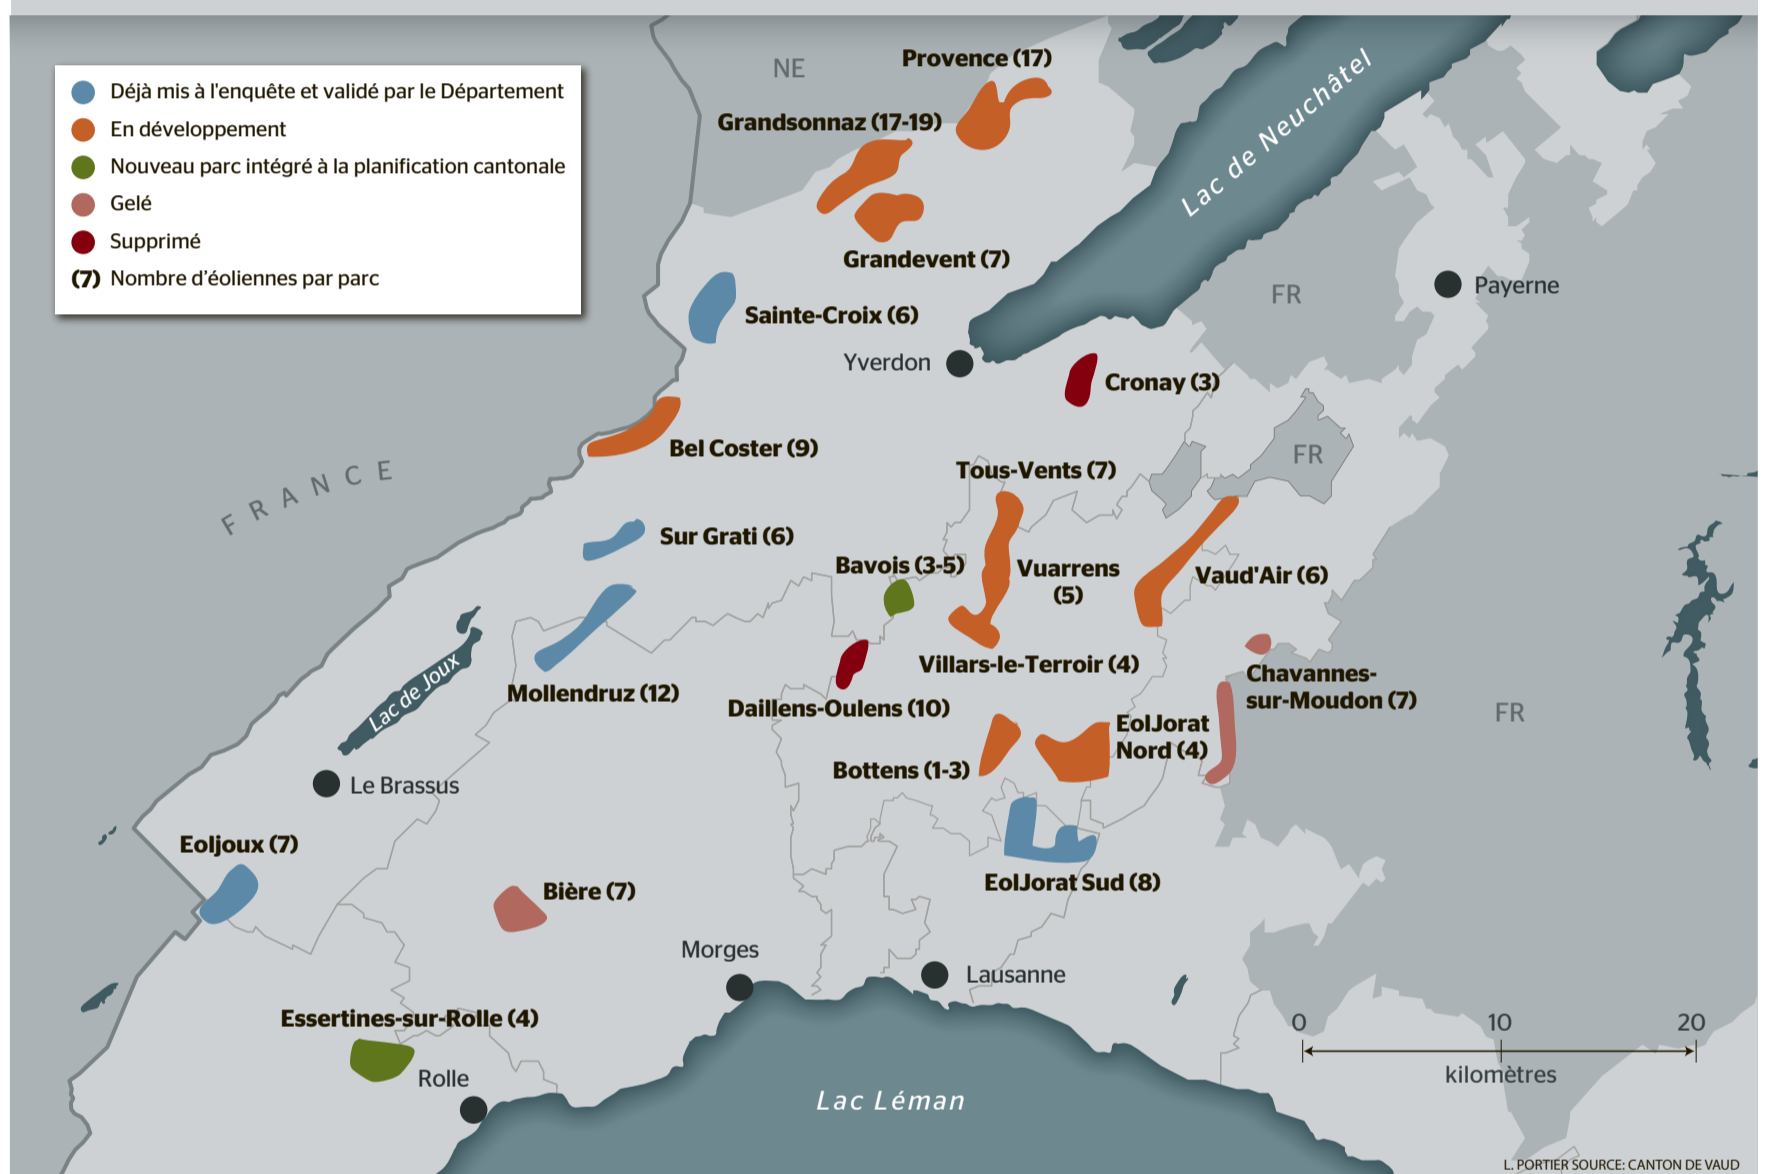 NE
Provence (17)
Déjà mis à l'enquête et validé par le Département
En développement
Nouveau parc intégré à la planification cantonale
Gelé
Supprimé
(7) Nombre d'éoliennes par parc
Grandsonnaz (17-19)
Lac de Neuchâtel
Grandevent (7)
FR
Payerne
Sainte-Croix (6)
Yverdon
Cronay (3)
Bel Coster (9)
FR
FRANCE
Tous-Vents (7)
Sur Grati (6)
Bavois (3-5)
Vuarrens
(5)
Vaud'Air (6)
Villars-le-Terroir (4)
Chavannes-
sur-Moudon (7)
Lac de Joux
Mollendruz (12)
Daillens-Oulens (10)
FR
EolJorat
Nord (4)
Bottens (1-3)
Le Brassus
Eoljoux (7)
EolJorat Sud (8)
Bière (7)
Morges
Lausanne
Essertines-sur-Rolle (4)
0 10 20
kilomètres
Rolle
Lac Léman
L. PORTIER SOURCE: CANTON DE VAUD